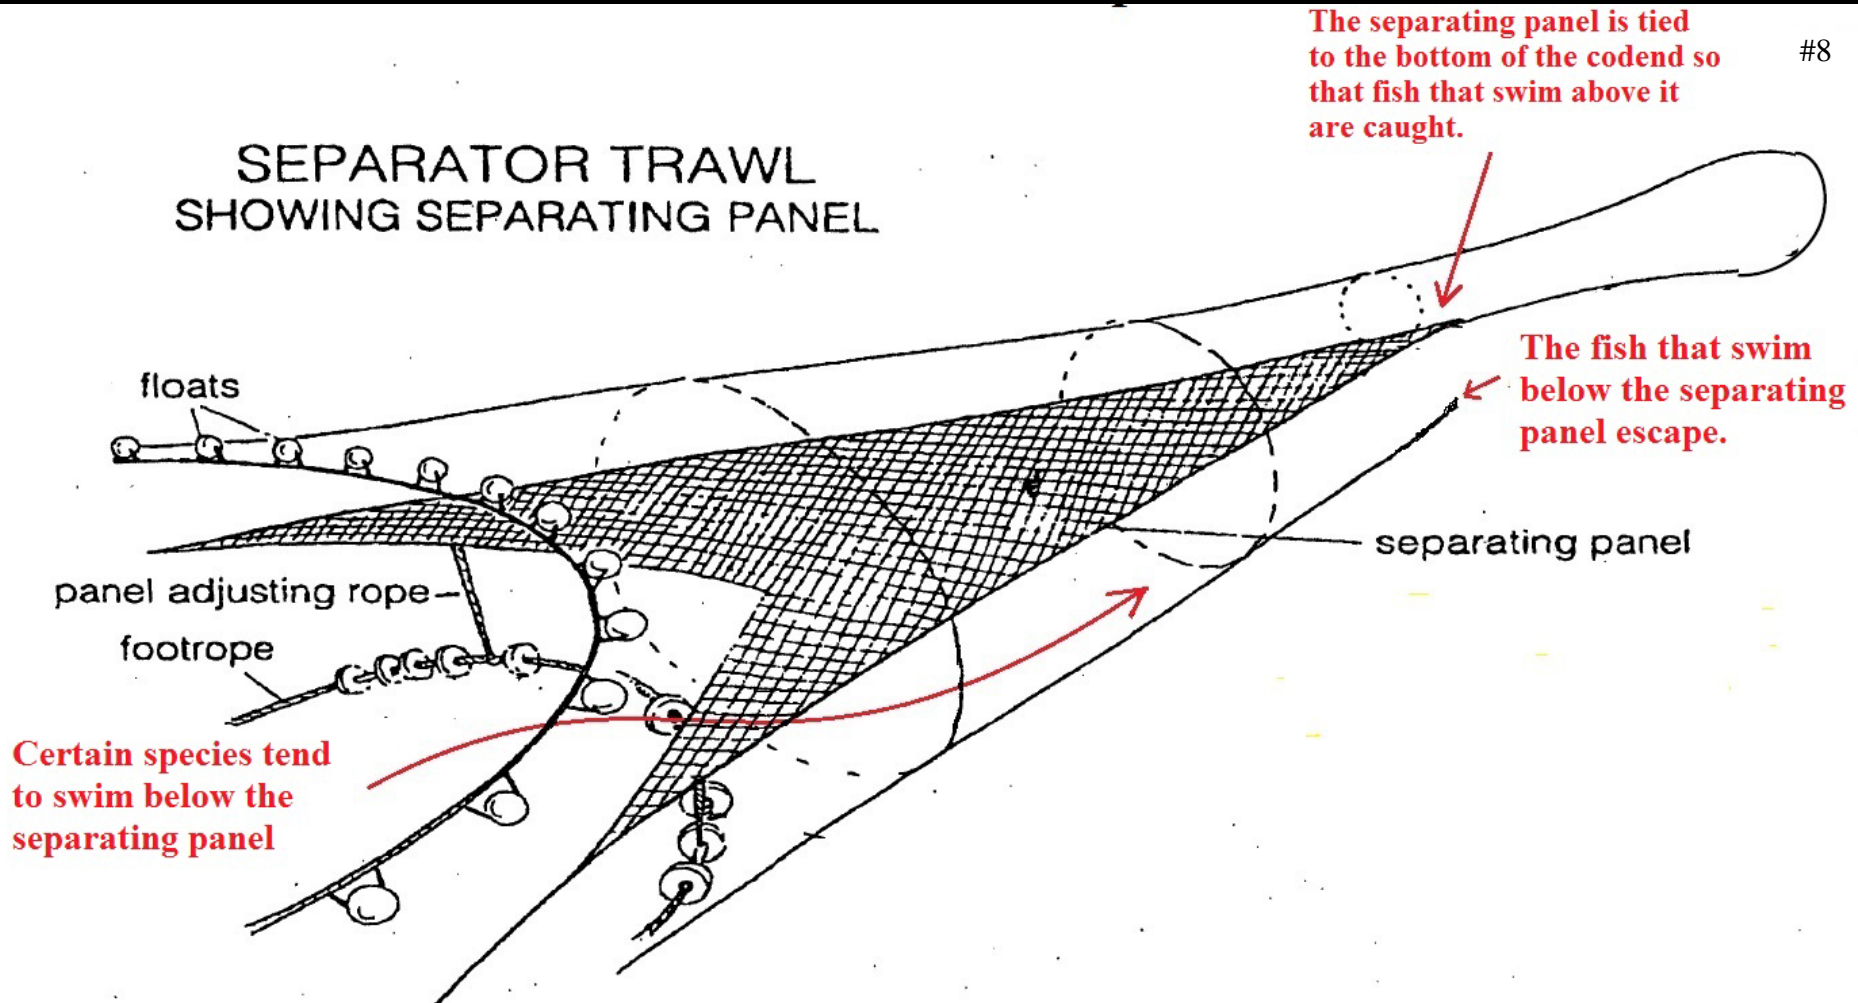 The separating panel is tied
to the bottom of the codend so
that fish that swim above it
are caught.
#8
SEPARATOR TRAWL
SHOWING SEPARATING PANEL
The fish that swim
below the separating
panel escape.
floats
separating panel
panel adjusting rope
footrope
Certain species tend
to swim below the
separating panel